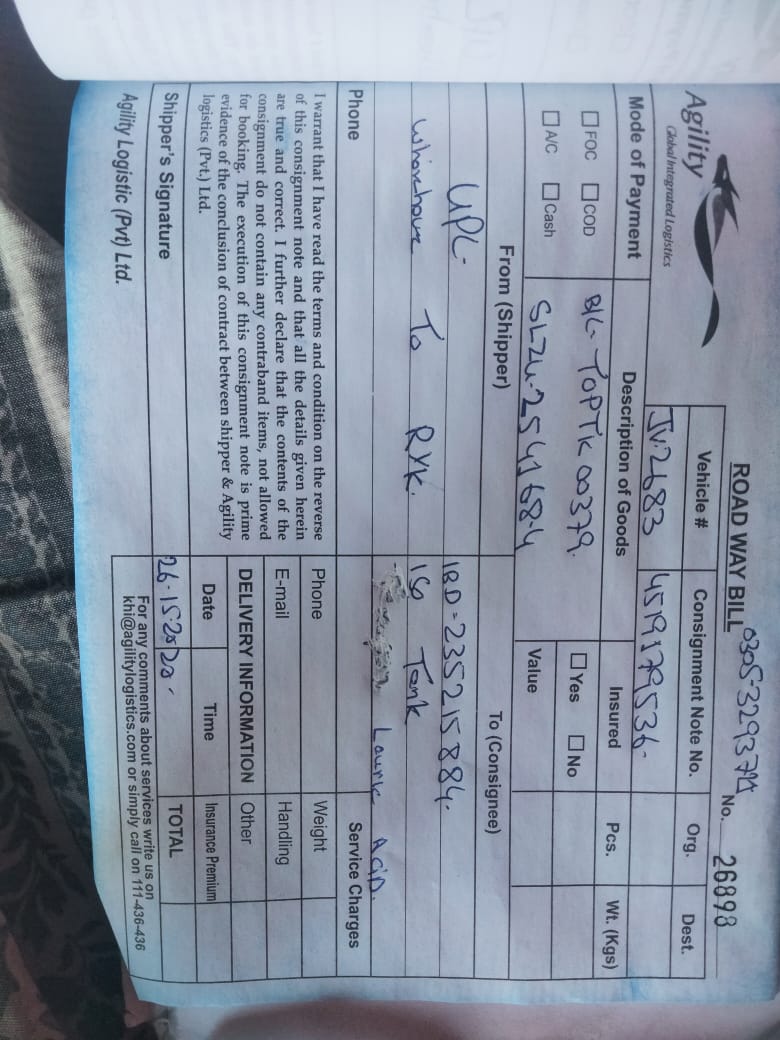 ROAD WAY BILL
No. 26898
Agility
Global Integrated Logistics
Vehicle #
Consignment Note No.
Org.
Dest.
JV.2683
4519179536-
Mode of Payment
Description of Goods
Insured
Pcs.
Wt. (Kgs)
FOC
COD
B/L- TOPTK 00379.
Yes
No
A/C
Cash
SLZU-254168-4
Value
From (Shipper)
To (Consignee)
UPL-
IBD-235215884.
To RYK.
ISO Tank
Lauric AciD.
Phone
Service Charges
I warrant that I have read the terms and condition on the reverse
of this consignment note and that all the details given herein
are true and correct. I further declare that the contents of the
consignment do not contain any contraband items, not allowed
for booking. The execution of this consignment note is prime
evidence of the conclusion of contract between shipper & Agility
logistics (Pvt.) Ltd.
Phone
Weight
E-mail
Handling
DELIVERY INFORMATION
Other
Date
Time
Insurance Premium
Shipper's Signature
26-15-2020-
TOTAL
Agility Logistic (Pvt) Ltd.
For any comments about services write us on
khi@agilitylogistics.com or simply call on 111-436-436